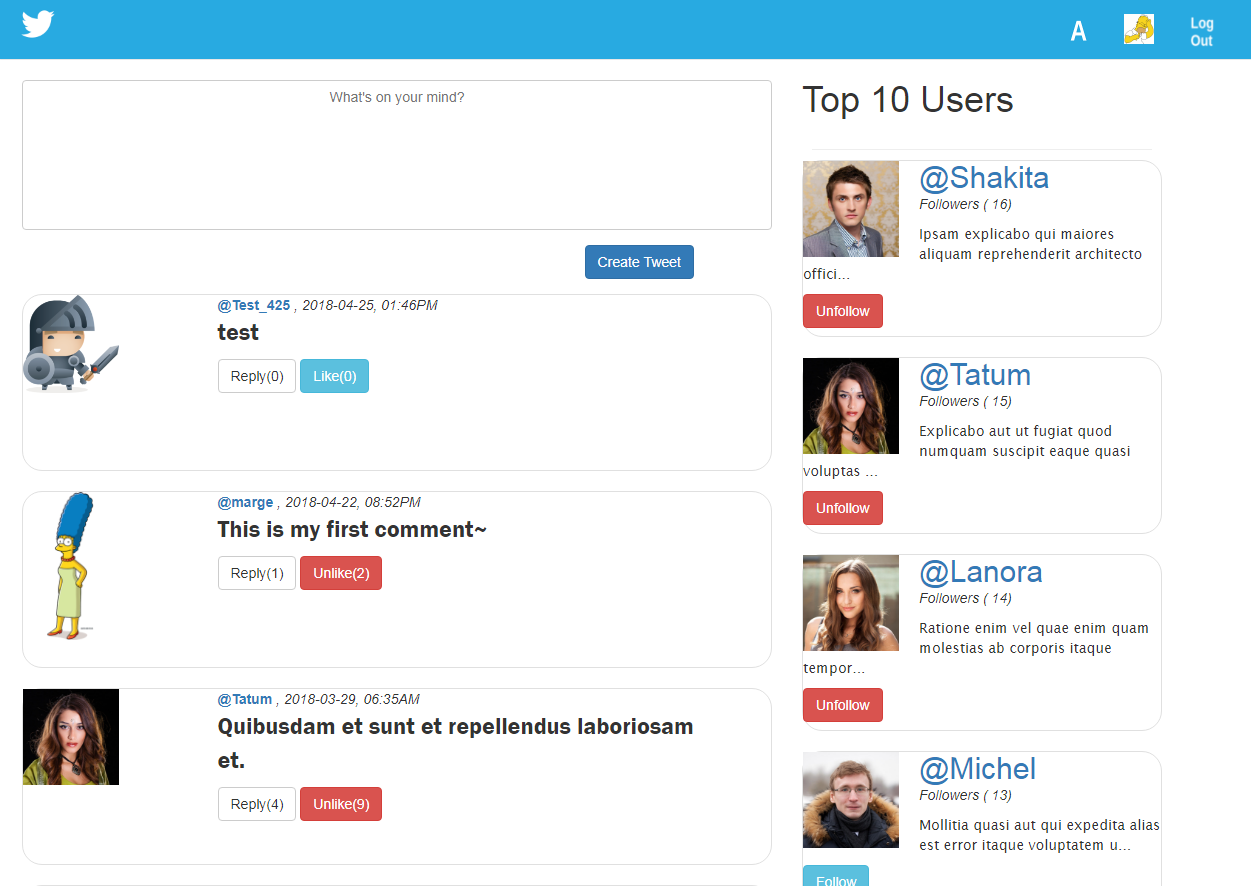 A
Log
Out
What's on your mind?
Create Tweet
@Test_425 , 2018-04-25, 01:46PM
test
Reply(0) Like(0)
@marge , 2018-04-22, 08:52PM
This is my first comment~
Reply(1) Unlike(2)
@Tatum , 2018-03-29, 06:35AM
Quibusdam et sunt et repellendus laboriosam
et.
Reply(4) Unlike(9)
Top 10 Users
@Shakita
Followers ( 16)
Ipsam explicabo qui maiores
aliquam reprehenderit architecto
offici...
Unfollow
@Tatum
Followers ( 15)
Explicabo aut ut fugiat quod
numquam suscipit eaque quasi
voluptas ...
Unfollow
@Lanora
Followers ( 14)
Ratione enim vel quae enim quam
molestias ab corporis itaque
tempor...
Unfollow
@Michel
Followers ( 13)
Mollitia quasi aut qui expedita alias
est error itaque voluptatem u...
Follow